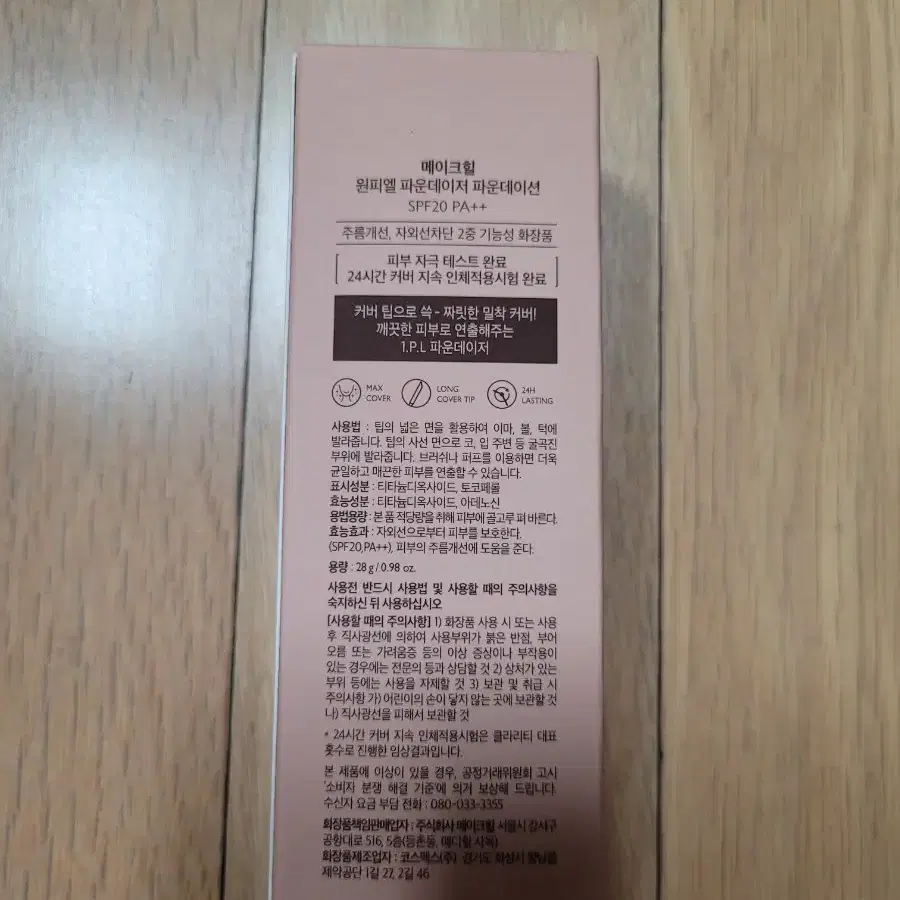 메이크힐
원피엘 파운데이저 파운데이션
SPF20 PA++
주름개선, 자외선차단 2중 기능성 화장품
피부 자극 테스트 완료
24시간 커버 지속 인체적용시험 완료
커버 팁으로 쓱 - 짜릿한 밀착 커버!
깨끗한 피부로 연출해주는
1.P.L 파운데이저
MAX
COVER
LONG
COVER TIP
24H
LASTING
사용법 : 팁의 넓은 면을 활용하여 이마, 볼, 턱에
발라줍니다. 팁의 사선 면으로 코, 입 주변 등 굴곡진
부위에 발라줍니다. 브러쉬나 퍼프를 이용하면 더욱
균일하고 매끈한 피부를 연출할 수 있습니다.
표시성분 : 티타늄디옥사이드, 토코페롤
효능성분 : 티타늄디옥사이드, 아데노신
용법용량 : 본 품 적당량을 취해 피부에 골고루 펴 바른다.
효능효과 : 자외선으로부터 피부를 보호한다.
(SPF20,PA++), 피부의 주름개선에 도움을 준다.
용량 : 28 g / 0.98 oz.
사용전 반드시 사용법 및 사용할 때의 주의사항을
숙지하신 뒤 사용하십시오
[사용할 때의 주의사항] 1) 화장품 사용 시 또는 사용
후 직사광선에 의하여 사용부위가 붉은 반점, 부어
오름 또는 가려움증 등의 이상 증상이나 부작용이
있는 경우에는 전문의 등과 상담할 것 2) 상처가 있는
부위 등에는 사용을 자제할 것 3) 보관 및 취급 시
주의사항 가) 어린이의 손이 닿지 않는 곳에 보관할 것
나) 직사광선을 피해서 보관할 것
* 24시간 커버 지속 인체적용시험은 클라리티 대표
홋수로 진행한 임상결과입니다.
본 제품에 이상이 있을 경우, 공정거래위원회 고시
'소비자 분쟁 해결 기준'에 의거 보상해 드립니다.
수신자 요금 부담 전화 : 080-033-3355
화장품책임판매업자 : 주식회사 메이크힐 서울시 강서구
공항대로 516, 5층(등촌동, 메디힐 사옥)
화장품제조업자 : 코스맥스(주) 경기도 화성시 향남읍
제약공단 1길 27, 2길 46